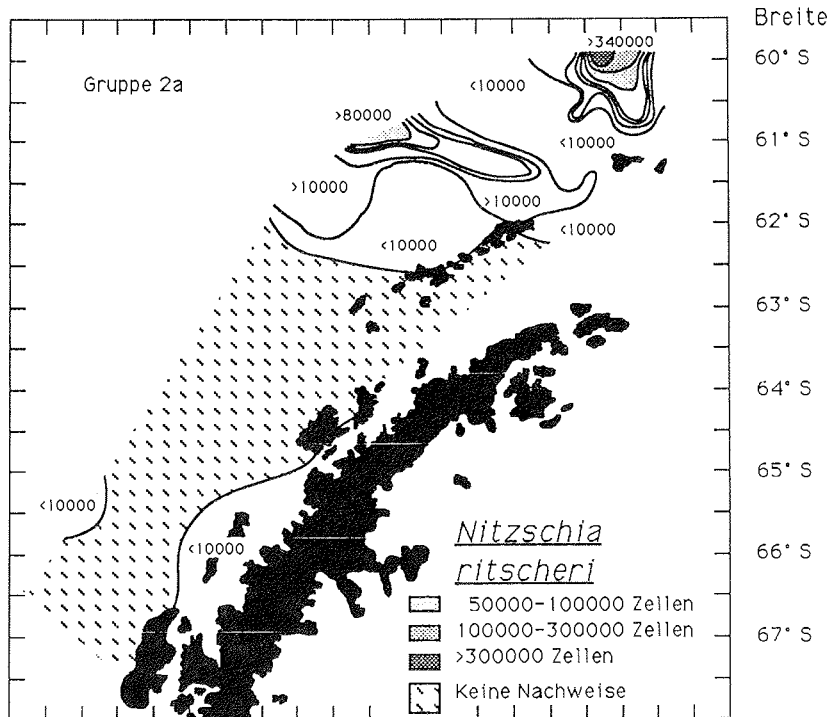 Breite
>340000
60° S
<10000
Gruppe 2a
>80000
<10000
61° S
>10000
>10000
62° S
<10000
<10000
63° S
64° S
65° S
<10000
<10000
Nitzschia
66° S
ritscheri
50000-100000 Zellen
100000-300000 Zellen
67° S
>300000 Zellen
Keine Nachweise